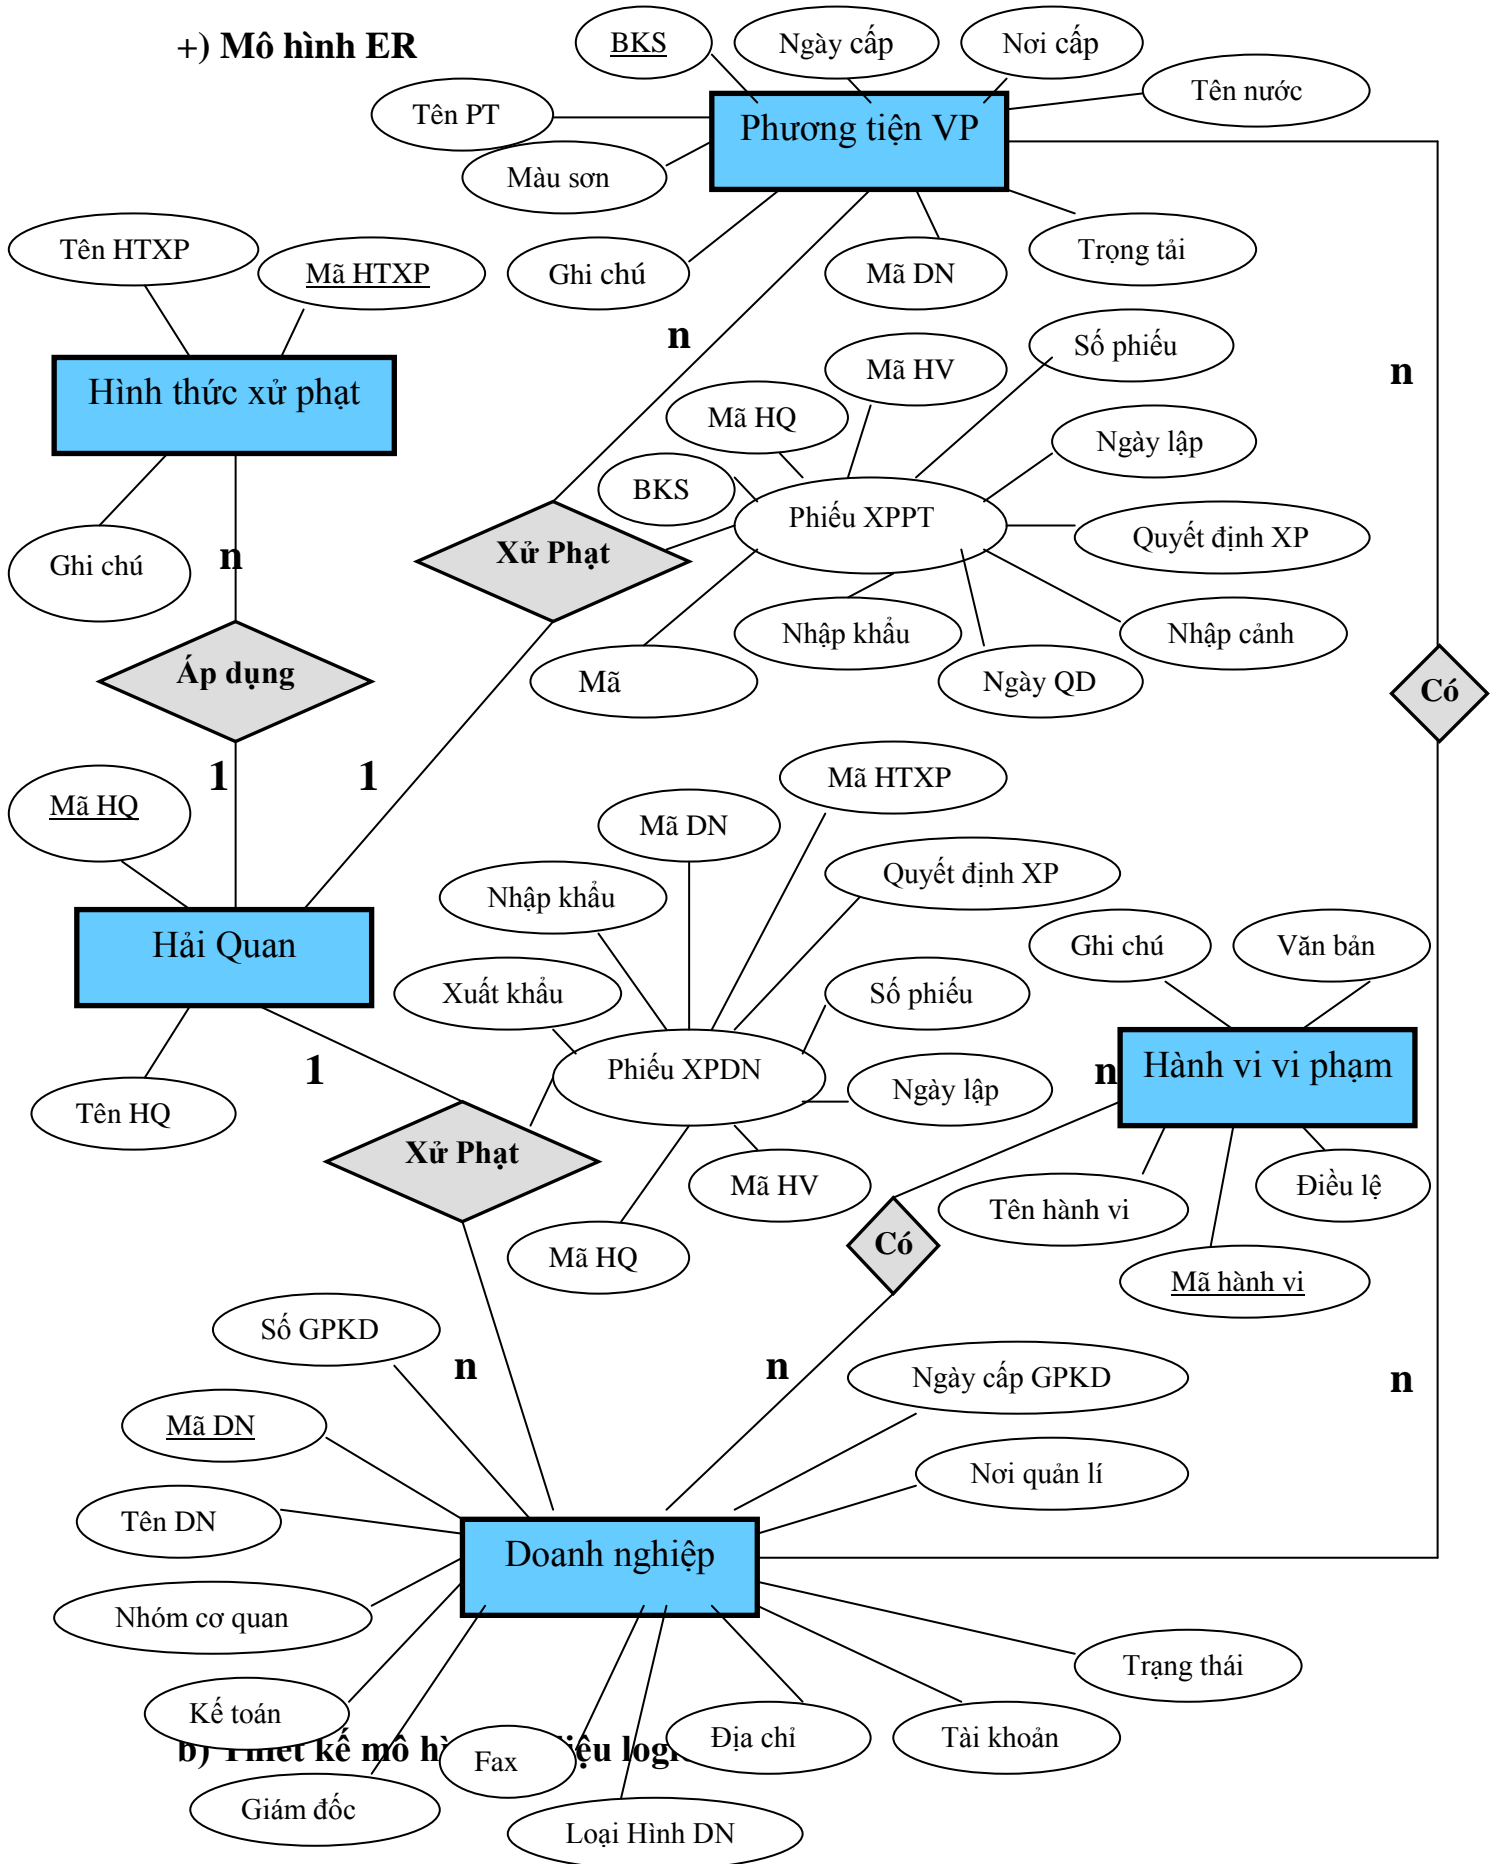 +) Mô hình ER
BKS
Ngày cấp
Nơi cấp
Tên nước
Tên PT
Phương tiện VP
Màu sơn
Tên HTXP
Mã HTXP
Ghi chú
Mã DN
Trọng tải
n
Số phiếu
Mã HV
n
Hình thức xử phạt
Mã HQ
Ngày lập
BKS
Phiếu XPPT
Quyết định XP
Xử Phạt
Ghi chú
n
Nhập khẩu
Nhập cảnh
Áp dụng
Mã
Ngày QD
Có
1
1
Mã HTXP
Mã HQ
Mã DN
Quyết định XP
Nhập khẩu
Hải Quan
Ghi chú
Văn bản
Xuất khẩu
Số phiếu
1
Phiếu XPDN
n
Hành vi vi phạm
Ngày lập
Tên HQ
Xử Phạt
Mã HV
Điều lệ
Tên hành vi
Mã HQ
Có
Mã hành vi
Số GPKD
n
n
Ngày cấp GPKD
n
Mã DN
Nơi quản lí
Tên DN
Doanh nghiệp
Nhóm cơ quan
Trạng thái
Kế toán
Địa chỉ
Tài khoản
b) Thiết kế mô
Fax
Giám đốc
Loại Hình DN